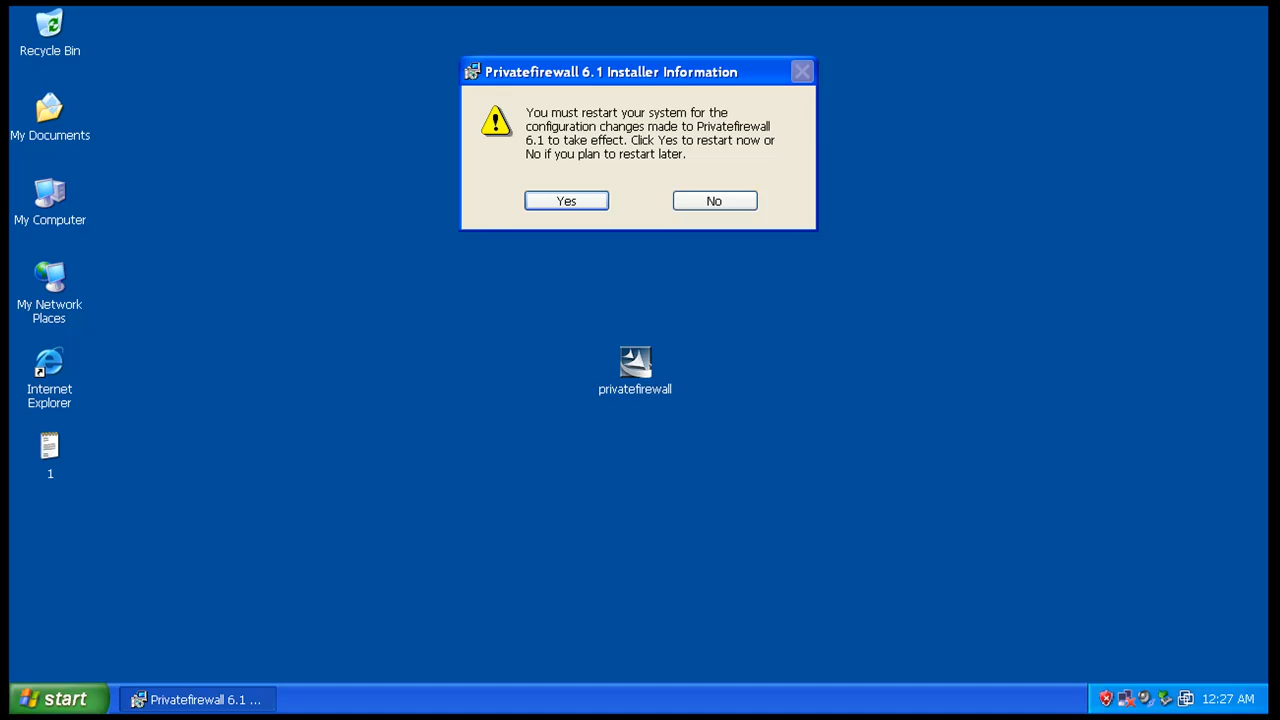 Recycle Bin
My Documents
My Computer
My Network
Places
Internet
Explorer
1
Privatefirewall 6.1 Installer Information
You must restart your system for the
configuration changes made to Privatefirewall
6.1 to take effect. Click Yes to restart now or
No if you plan to restart later.
Yes
No
privatefirewall
start
Privatefirewall 6.1 ...
12:27 AM